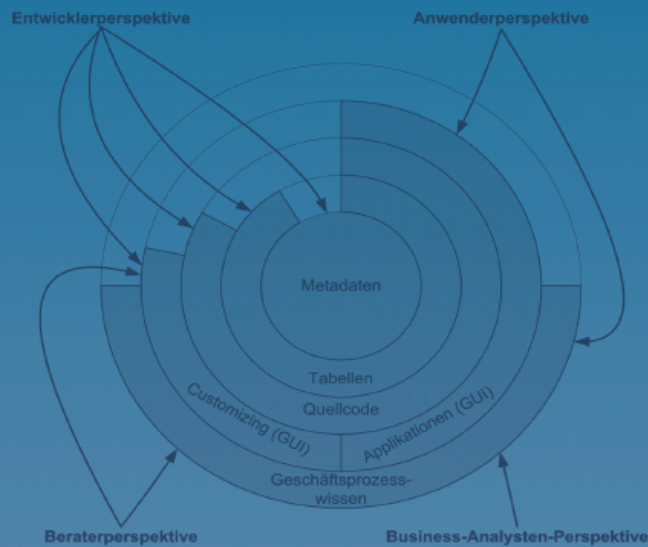 Entwicklerperspektive
Anwenderperspektive
Metadaten
Tabellen
Quellcode
Customizing (GUI)
Applikationen (GUI)
Geschäftsprozess-
wissen
Beraterperspektive
Business-Analysten-Perspektive